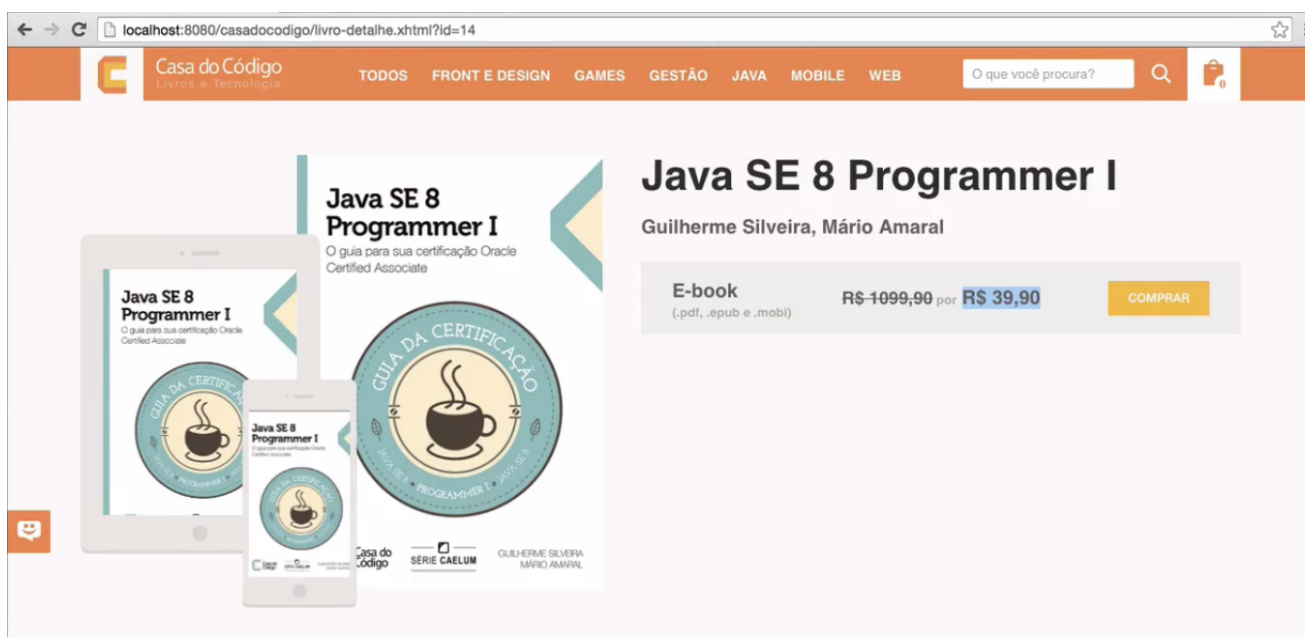 localhost:8080/casadocodigo/livro-detalhe.xhtml?id=14
Casa do Código
Livros e Tecnologia
TODOS FRONT E DESIGN GAMES GESTÃO JAVA MOBILE WEB
O que você procura?
0
Java SE 8 Programmer I
Guilherme Silveira, Mário Amaral
E-book
(.pdf, .epub e .mobi)
R$ 1099,90 por R$ 39,90
COMPRAR
Java SE 8
Programmer I
O guia para sua certificação Oracle
Certified Associate
GUIA DA CERTIFICAÇÃO
JAVA SE 8 • PROGRAMMER I • JAVA SE 8
Casa do
Código
SÉRIE CAELUM
GUILHERME SILVEIRA
MÁRIO AMARAL
Java SE 8
Programmer I
O guia para sua certificação Oracle
Certified Associate
GUIA DA CERTIFICAÇÃO
Java SE 8
Programmer I